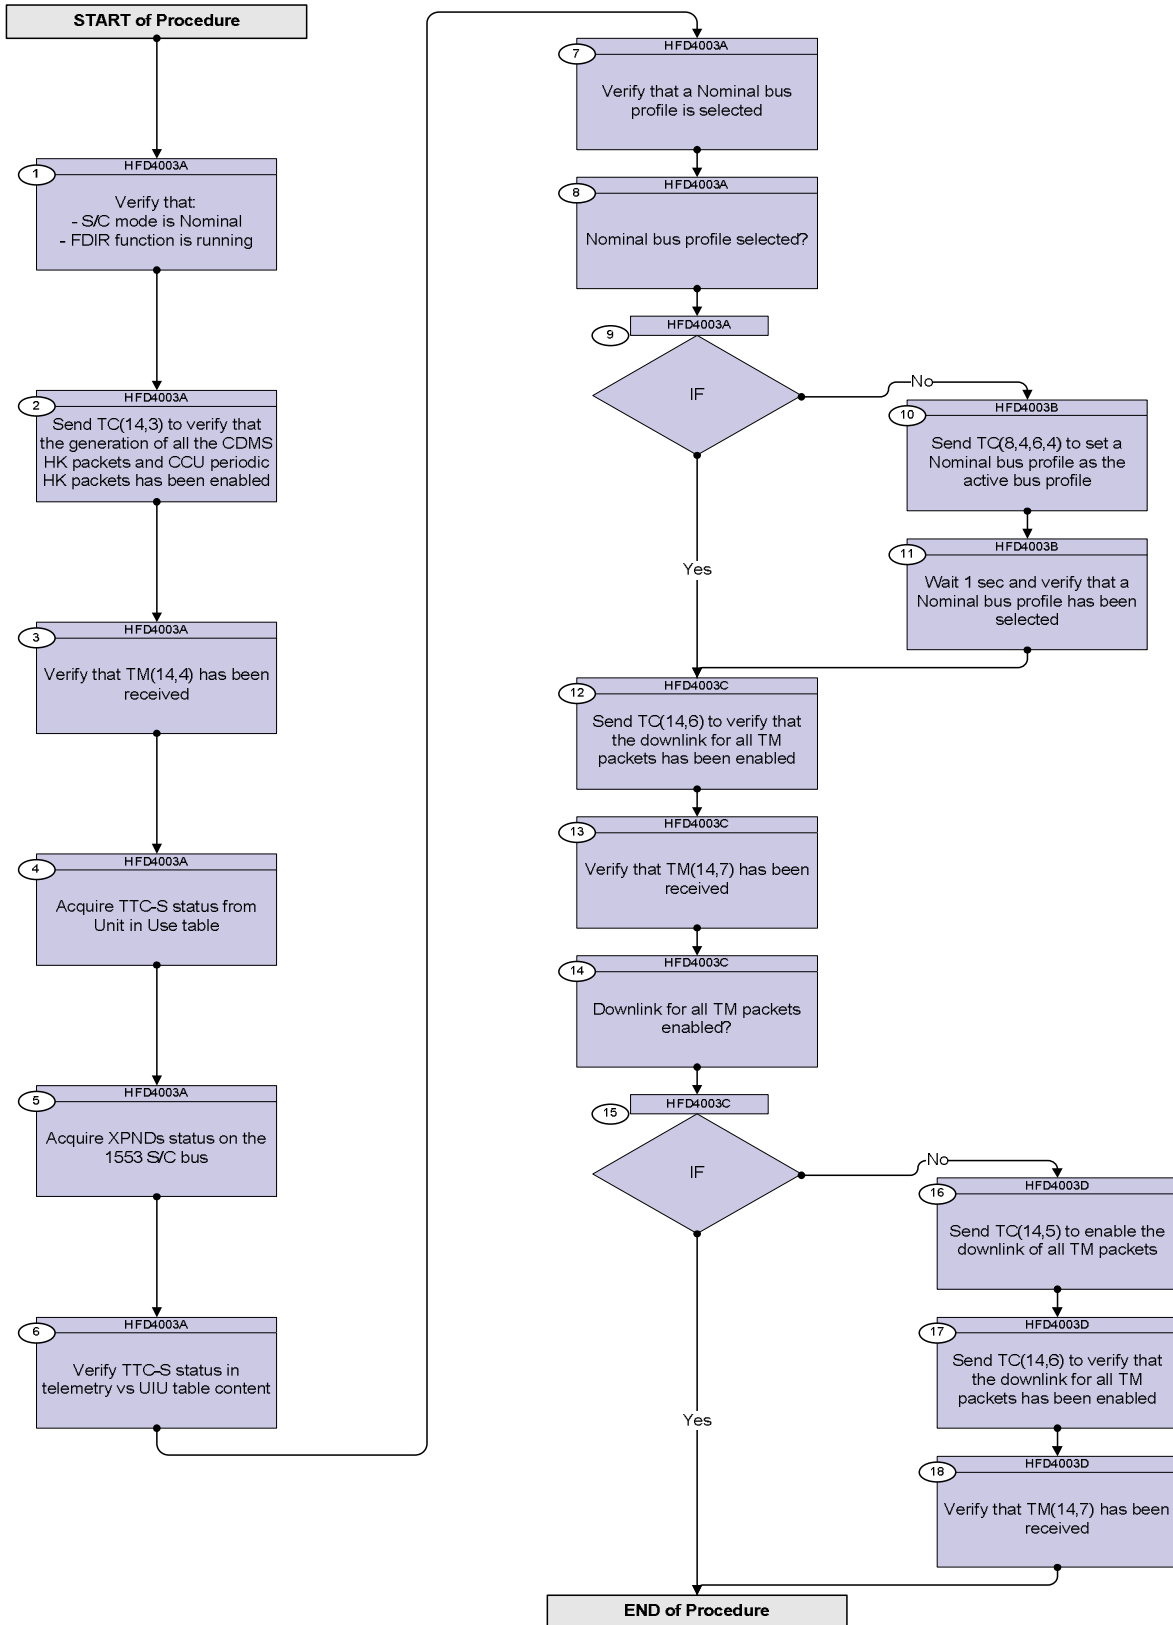 START of Procedure
HFD4003A
1
Verify that:
- S/C mode is Nominal
- FDIR function is running
HFD4003A
2
Send TC(14,3) to verify that
the generation of all the CDMS
HK packets and CCU periodic
HK packets has been enabled
HFD4003A
3
Verify that TM(14,4) has been
received
HFD4003A
4
Acquire TTC-S status from
Unit in Use table
HFD4003A
5
Acquire XPNDs status on the
1553 S/C bus
HFD4003A
6
Verify TTC-S status in
telemetry vs UIU table content
HFD4003A
7
Verify that a Nominal bus
profile is selected
HFD4003A
8
Nominal bus profile selected?
HFD4003A
9
IF
No
Yes
HFD4003B
10
Send TC(8,4,6,4) to set a
Nominal bus profile as the
active bus profile
HFD4003B
11
Wait 1 sec and verify that a
Nominal bus profile has been
selected
HFD4003C
12
Send TC(14,6) to verify that
the downlink for all TM
packets has been enabled
HFD4003C
13
Verify that TM(14,7) has been
received
HFD4003C
14
Downlink for all TM packets
enabled?
HFD4003C
15
IF
No
Yes
HFD4003D
16
Send TC(14,5) to enable the
downlink of all TM packets
HFD4003D
17
Send TC(14,6) to verify that
the downlink for all TM
packets has been enabled
HFD4003D
18
Verify that TM(14,7) has been
received
END of Procedure